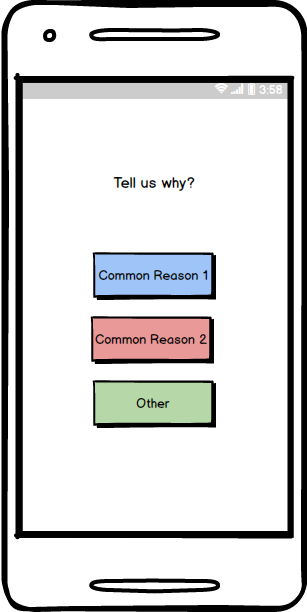 3:58
Tell us why?
Common Reason 1
Common Reason 2
Other